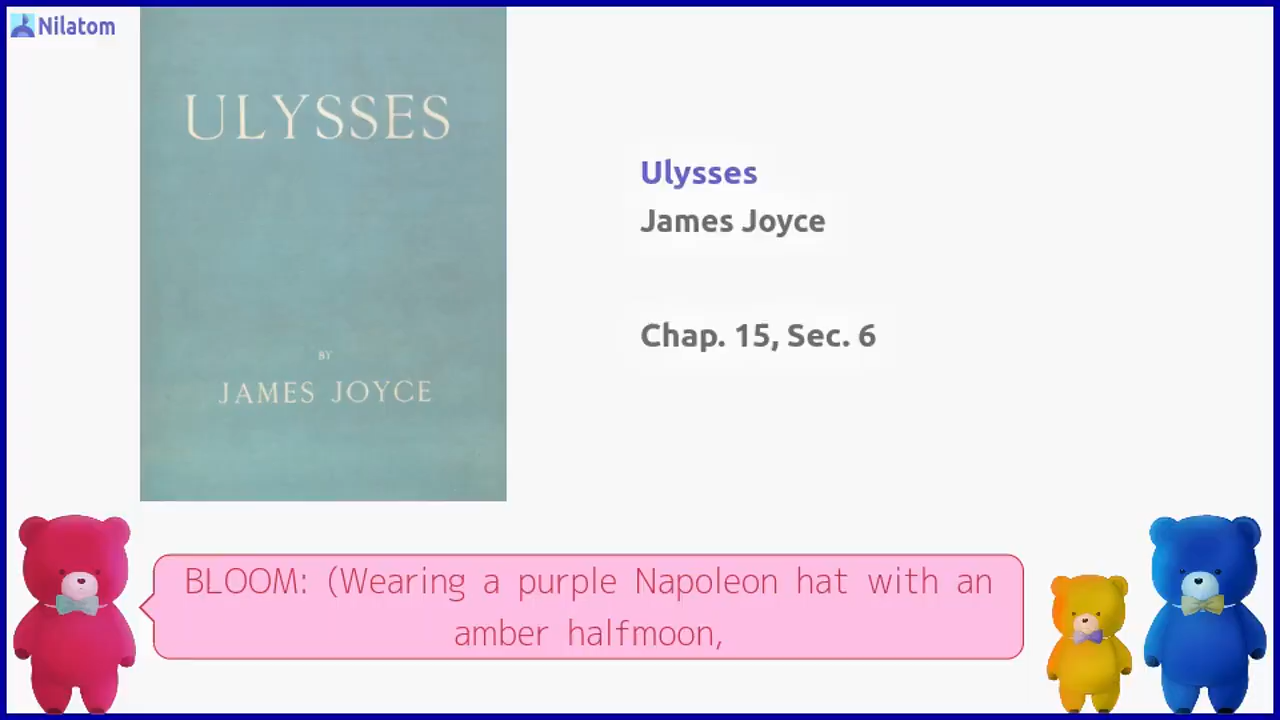 Nilatom
ULYSSES
BY
JAMES JOYCE
Ulysses
James Joyce
Chap. 15, Sec. 6
BLOOM: (Wearing a purple Napoleon hat with an
amber halfmoon,